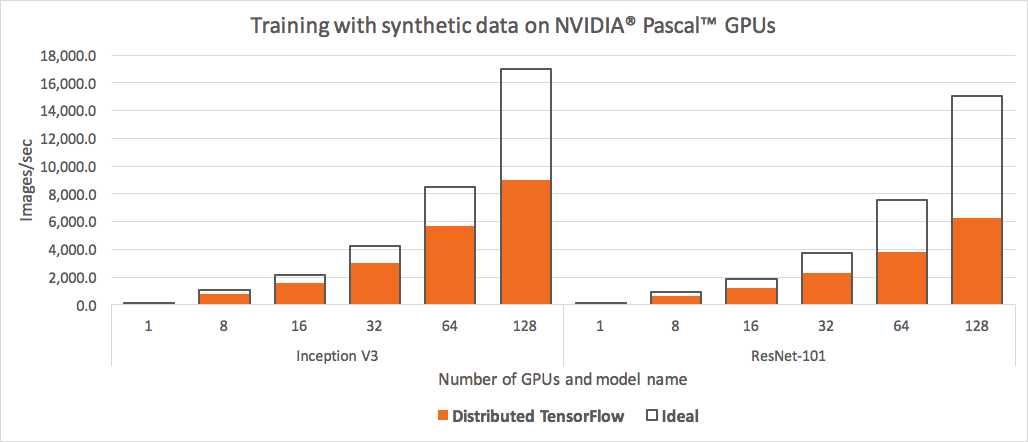 Training with synthetic data on NVIDIA® Pascal™ GPUs
18,000.0
16,000.0
14,000.0
12,000.0
10,000.0
8,000.0
6,000.0
4,000.0
2,000.0
0.0
Images/sec
1 8 16 32 64 128 1 8 16 32 64 128
Inception V3 ResNet-101
Number of GPUs and model name
Distributed TensorFlow Ideal